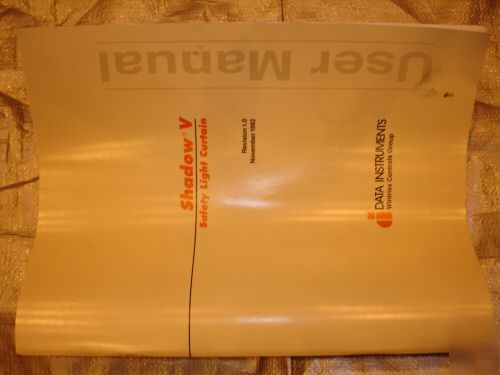 User Manual
Shadow® V
Safety Light Curtain
Revision 1.0
November 1992
DATA INSTRUMENTS
Wintriss Controls Group